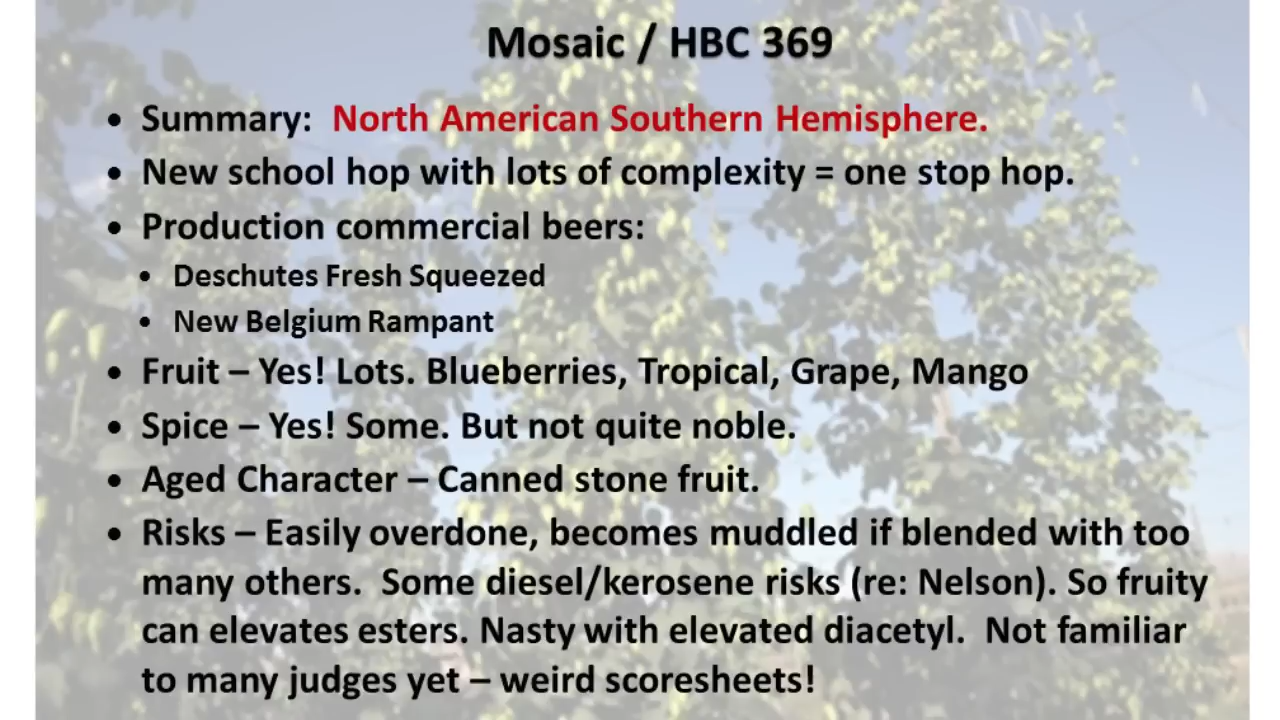 Mosaic / HBC 369
• Summary: North American Southern Hemisphere.
• New school hop with lots of complexity = one stop hop.
• Production commercial beers:
• Deschutes Fresh Squeezed
• New Belgium Rampant
• Fruit – Yes! Lots. Blueberries, Tropical, Grape, Mango
• Spice – Yes! Some. But not quite noble.
• Aged Character – Canned stone fruit.
• Risks – Easily overdone, becomes muddled if blended with too
many others. Some diesel/kerosene risks (re: Nelson). So fruity
can elevates esters. Nasty with elevated diacetyl. Not familiar
to many judges yet – weird scoresheets!